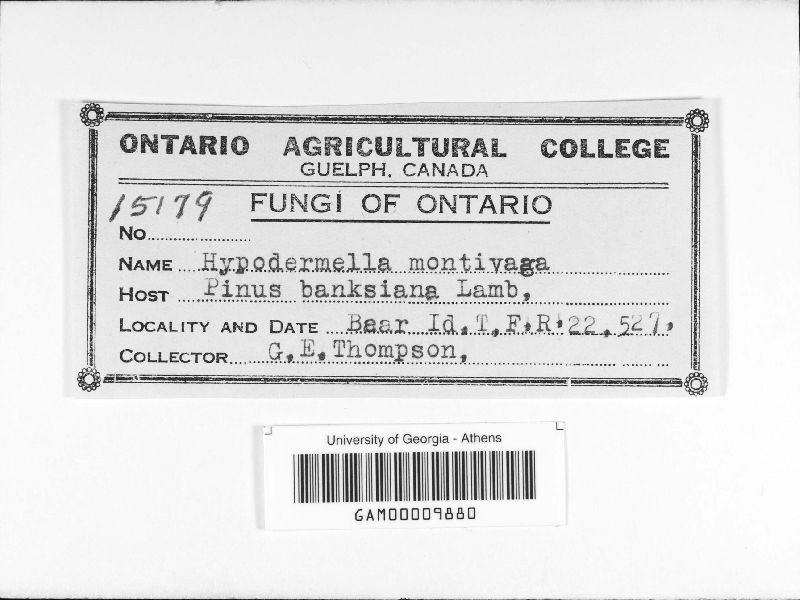 ONTARIO AGRICULTURAL COLLEGE
GUELPH, CANADA
15179 FUNGI OF ONTARIO
No
NAME Hypodermella montivaga
HOST Pinus banksiana Lamb,
LOCALITY AND DATE Bear Id,T,F,R,22,527,
COLLECTOR G,E,Thompson,
University of Georgia - Athens
GAM00009880